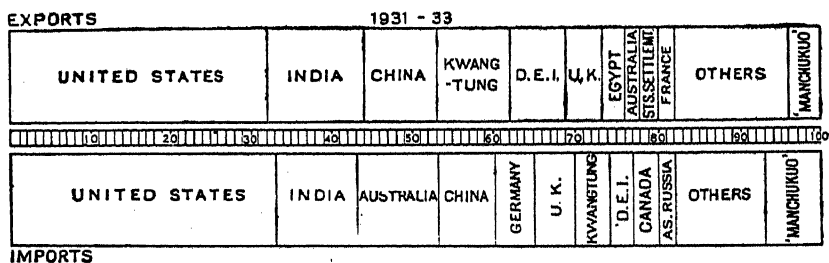 EXPORTS
1931 - 33
UNITED STATES
INDIA
CHINA
KWANG
-TUNG
D.E.I.
U.K.
EGYPT
AUSTRALIA
STS. SETTLEMT.
FRANCE
OTHERS
'MANCHUKUO'
10 20 30 40 50 60 70 80 90 100
UNITED STATES
INDIA
AUSTRALIA
CHINA
GERMANY
U. K.
KWANGTUNG
D.E.I.
CANADA
AS. RUSSIA
OTHERS
'MANCHUKUO'
IMPORTS